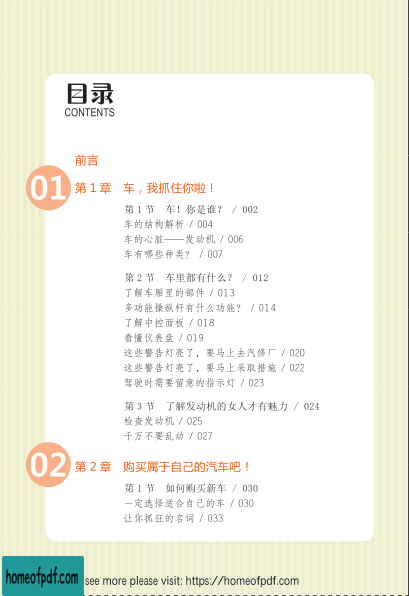 目录
CONTENTS
前言
01
第 1 章 车，我抓住你啦！
第 1 节 车！你是谁？ / 002
车的结构解析 / 004
车的心脏——发动机 / 006
车有哪些种类？ / 007
第 2 节 车里都有什么？ / 012
了解车厢里的部件 / 013
多功能操纵杆有什么功能？ / 014
了解中控面板 / 018
看懂仪表盘 / 019
这些警告灯亮了，要马上去汽修厂 / 020
这些警告灯亮了，要马上采取措施 / 022
驾驶时需要留意的指示灯 / 023
第 3 节 了解发动机的女人才有魅力 / 024
检查发动机 / 025
千万不要乱动 / 027
02
第 2 章 购买属于自己的汽车吧！
第 1 节 如何购买新车 / 030
一定选择适合自己的车 / 030
让你抓狂的名词 / 033
homeofpdf.com
see more please visit: https://homeofpdf.com